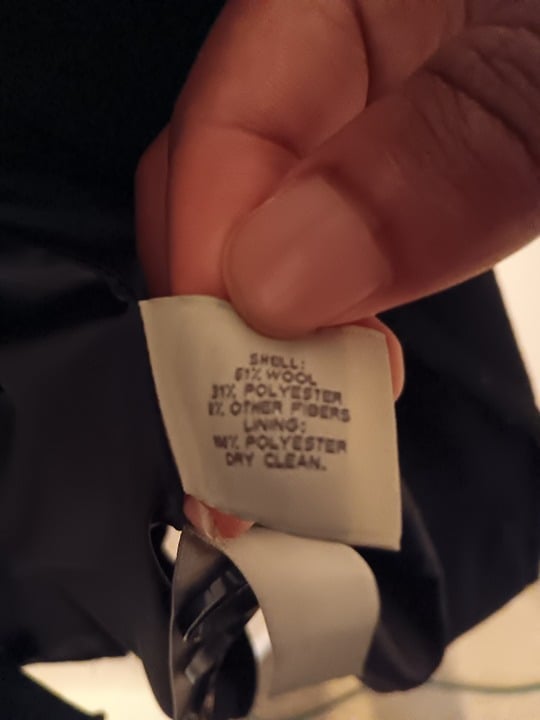 SHELL:
61% WOOL
31% POLYESTER
8% OTHER FIBERS
LINING:
100% POLYESTER
DRY CLEAN.